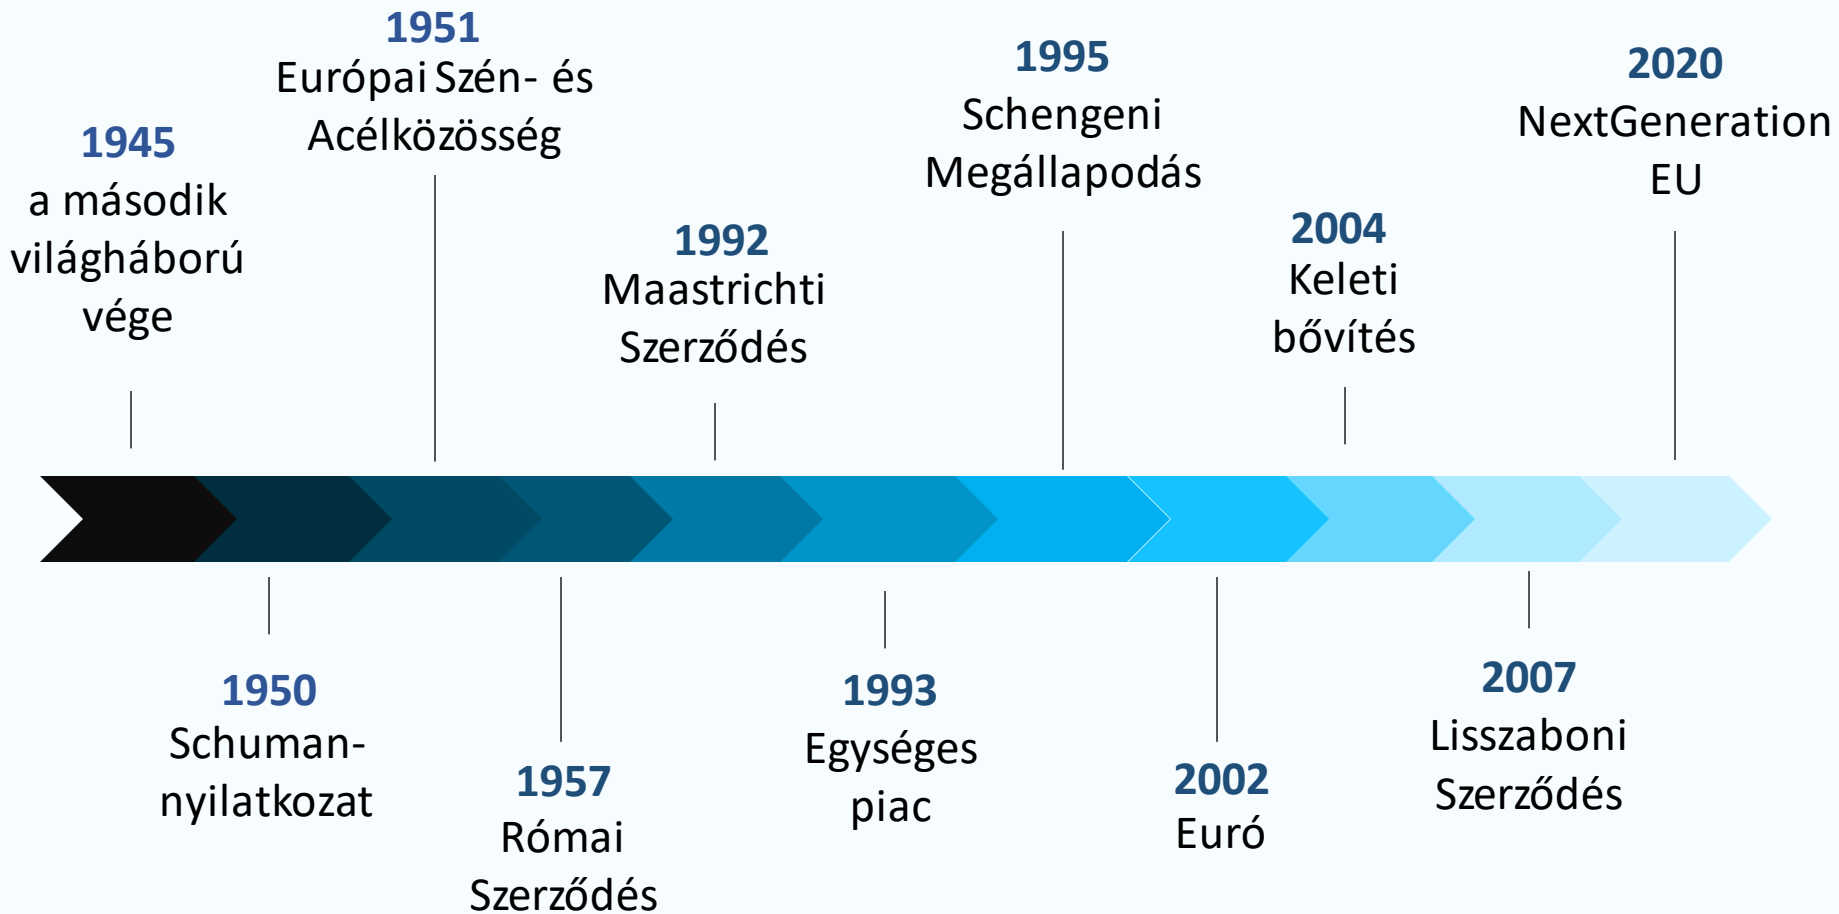 1945
a második
világháború
vége
1950
Schuman-
nyilatkozat
1951
Európai Szén- és
Acélközösség
1957
Római
Szerződés
1992
Maastrichti
Szerződés
1993
Egységes
piac
1995
Schengeni
Megállapodás
2002
Euró
2004
Keleti
bővítés
2007
Lisszaboni
Szerződés
2020
NextGeneration
EU